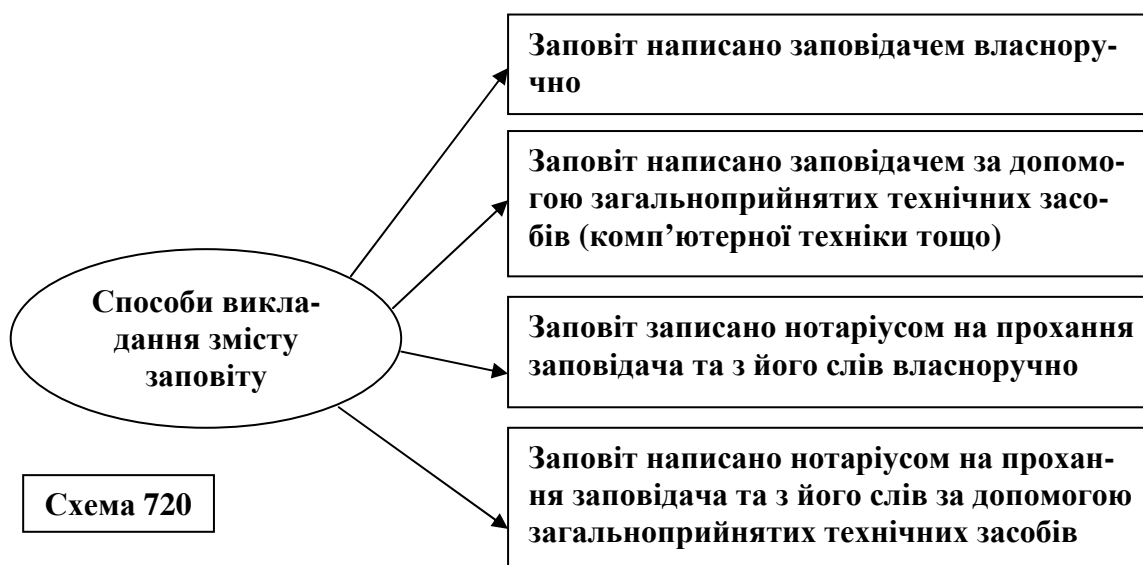 Заповіт написано заповідачем власнору-
чно
Заповіт написано заповідачем за допомо-
гою загальноприйнятих технічних засо-
бів (комп’ютерної техніки тощо)
Способи викла-
дання змісту
заповіту
Заповіт записано нотаріусом на прохання
заповідача та з його слів власноручно
Заповіт написано нотаріусом на прохан-
ня заповідача та з його слів за допомогою
загальноприйнятих технічних засобів
Схема 720